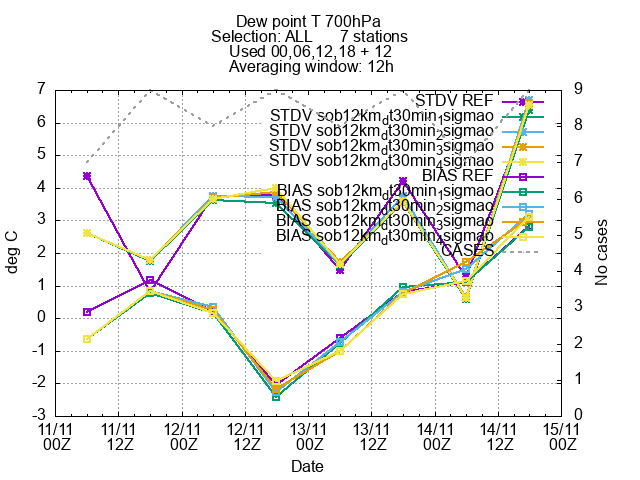 Dew point T 700hPa
Selection: ALL 7 stations
Used 00,06,12,18 + 12
Averaging window: 12h
7
6
5
4
3
2
1
0
-1
-2
-3
9
8
7
6
5
4
3
2
1
0
deg C
No cases
STDV REF
STDV sob12km_dt30min_1sigmao
STDV sob12km_dt30min_2sigmao
STDV sob12km_dt30min_3sigmao
STDV sob12km_dt30min_4sigmao
BIAS REF
BIAS sob12km_dt30min_1sigmao
BIAS sob12km_dt30min_2sigmao
BIAS sob12km_dt30min_3sigmao
BIAS sob12km_dt30min_4sigmao
CASES
11/11 11/11 12/11 12/11 13/11 13/11 14/11 14/11 15/11
00Z 12Z 00Z 12Z 00Z 12Z 00Z 12Z 00Z
Date